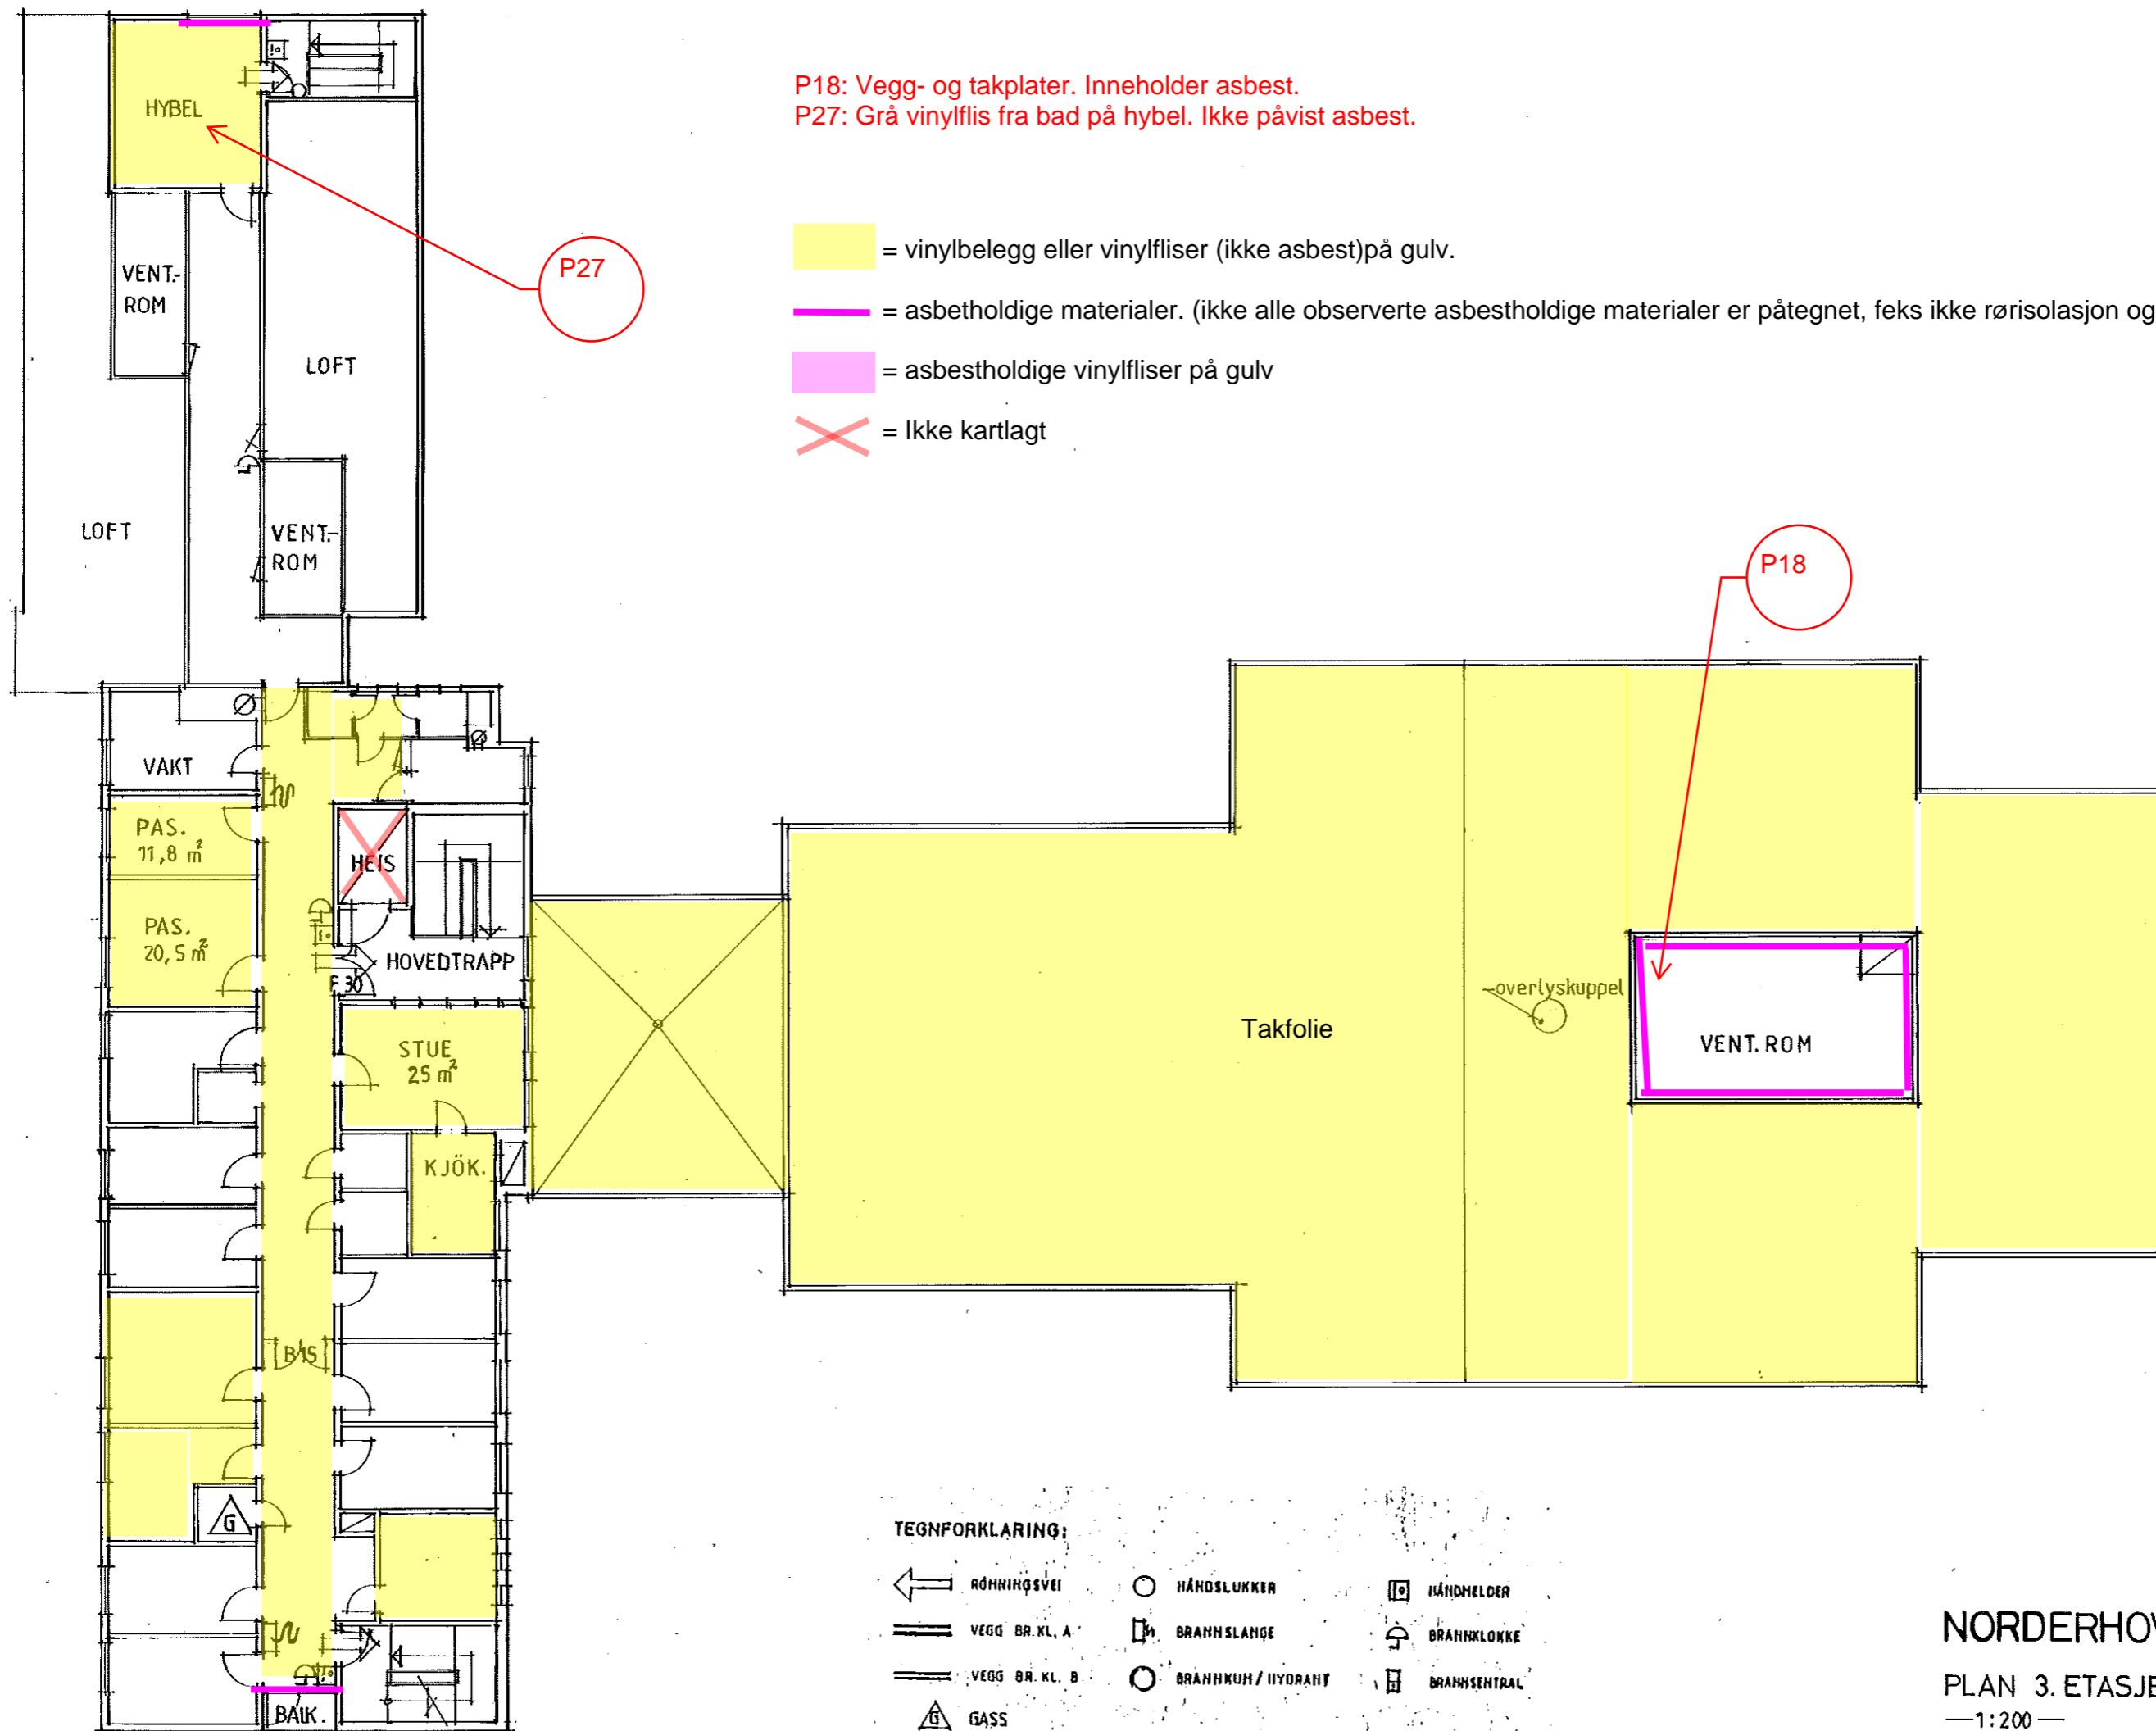 P18: Vegg- og takplater. Inneholder asbest.
P27: Grå vinylflis fra bad på hybel. Ikke påvist asbest.
= vinylbelegg eller vinylfliser (ikke asbest)på gulv.
= asbetholdige materialer. (ikke alle observerte asbestholdige materialer er påtegnet, feks ikke rørisolasjon og
= asbestholdige vinylfliser på gulv
= Ikke kartlagt
HYBEL
P27
VENT.-
ROM
LOFT
LOFT
VENT.-
ROM
P18
VAKT
PAS.
11,8 m²
HEIS
PAS.
20,5 m²
HOVEDTRAPP
F 30
STUE
25 m²
KJÖK.
overlyskuppel
Takfolie
VENT. ROM
B15
G
BALK.
TEGNFORKLARING:
RÖMNINGSVEI
HÅNDSLUKKER
HÅNDMELDER
VEGG BR. KL. A
BRANNSLANGE
BRANNKLOKKE
VEGG BR. KL. B
BRANNKUM / HYDRANT
BRANNSENTRAL
G GASS
NORDERHOV
PLAN 3. ETASJE
1:200